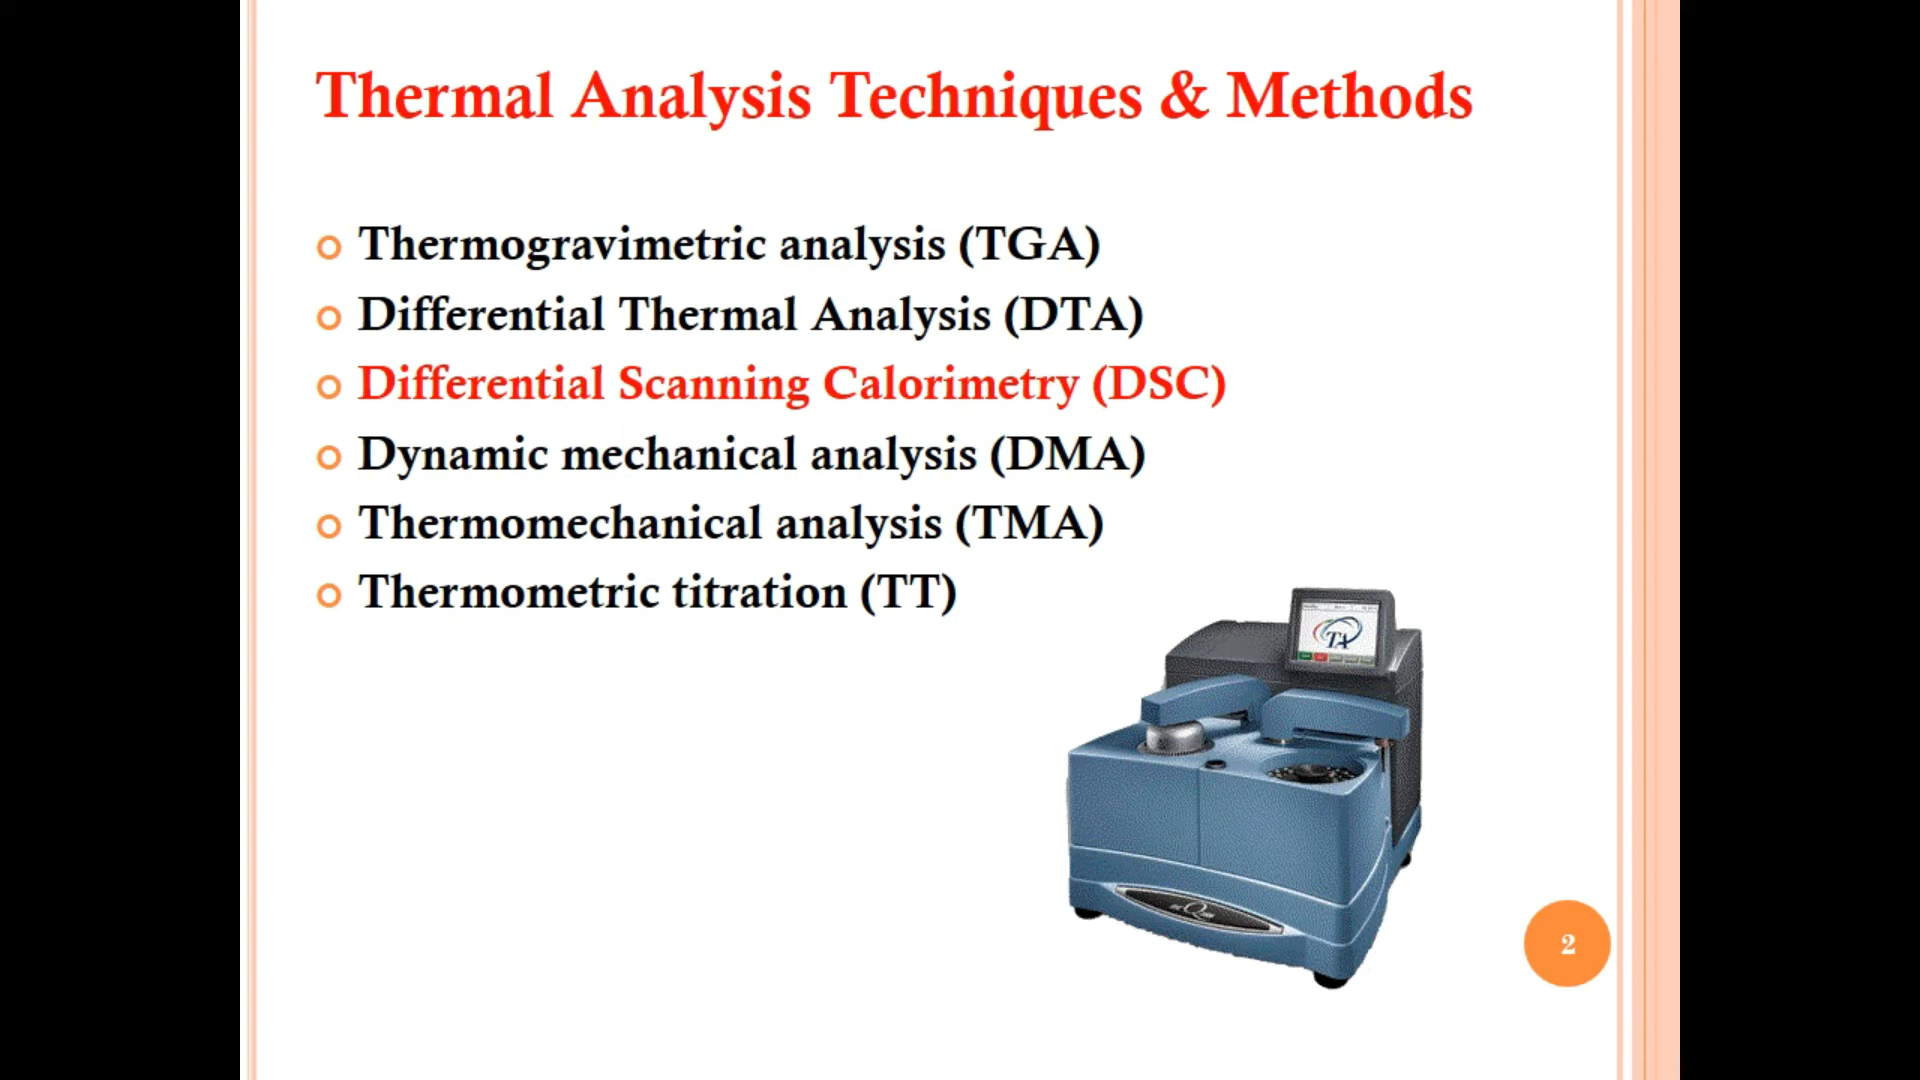 Thermal Analysis Techniques & Methods
Thermogravimetric analysis (TGA)
Differential Thermal Analysis (DTA)
Differential Scanning Calorimetry (DSC)
Dynamic mechanical analysis (DMA)
Thermomechanical analysis (TMA)
Thermometric titration (TT)
TA
Q
2